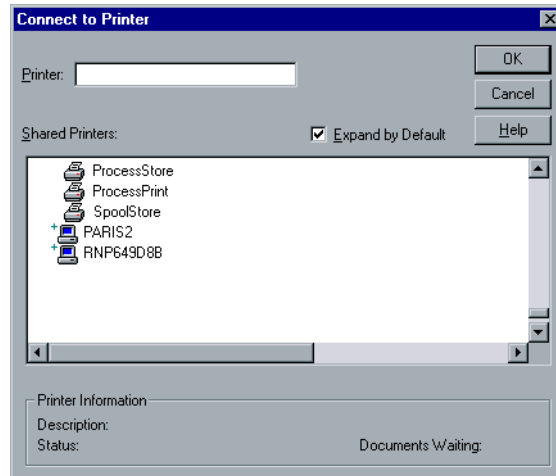 Connect to Printer
Printer:
OK
Cancel
Help
Shared Printers:
Expand by Default
ProcessStore
ProcessPrint
SpoolStore
PARIS2
RNP649D8B
Printer Information
Description:
Status:
Documents Waiting: